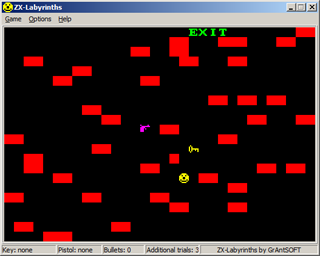 ZX-Labyrinths
Game Options Help
EXIT
Key: none Pistol: none Bullets: 0 Additional trials: 3 ZX-Labyrinths by GrAntSOFT